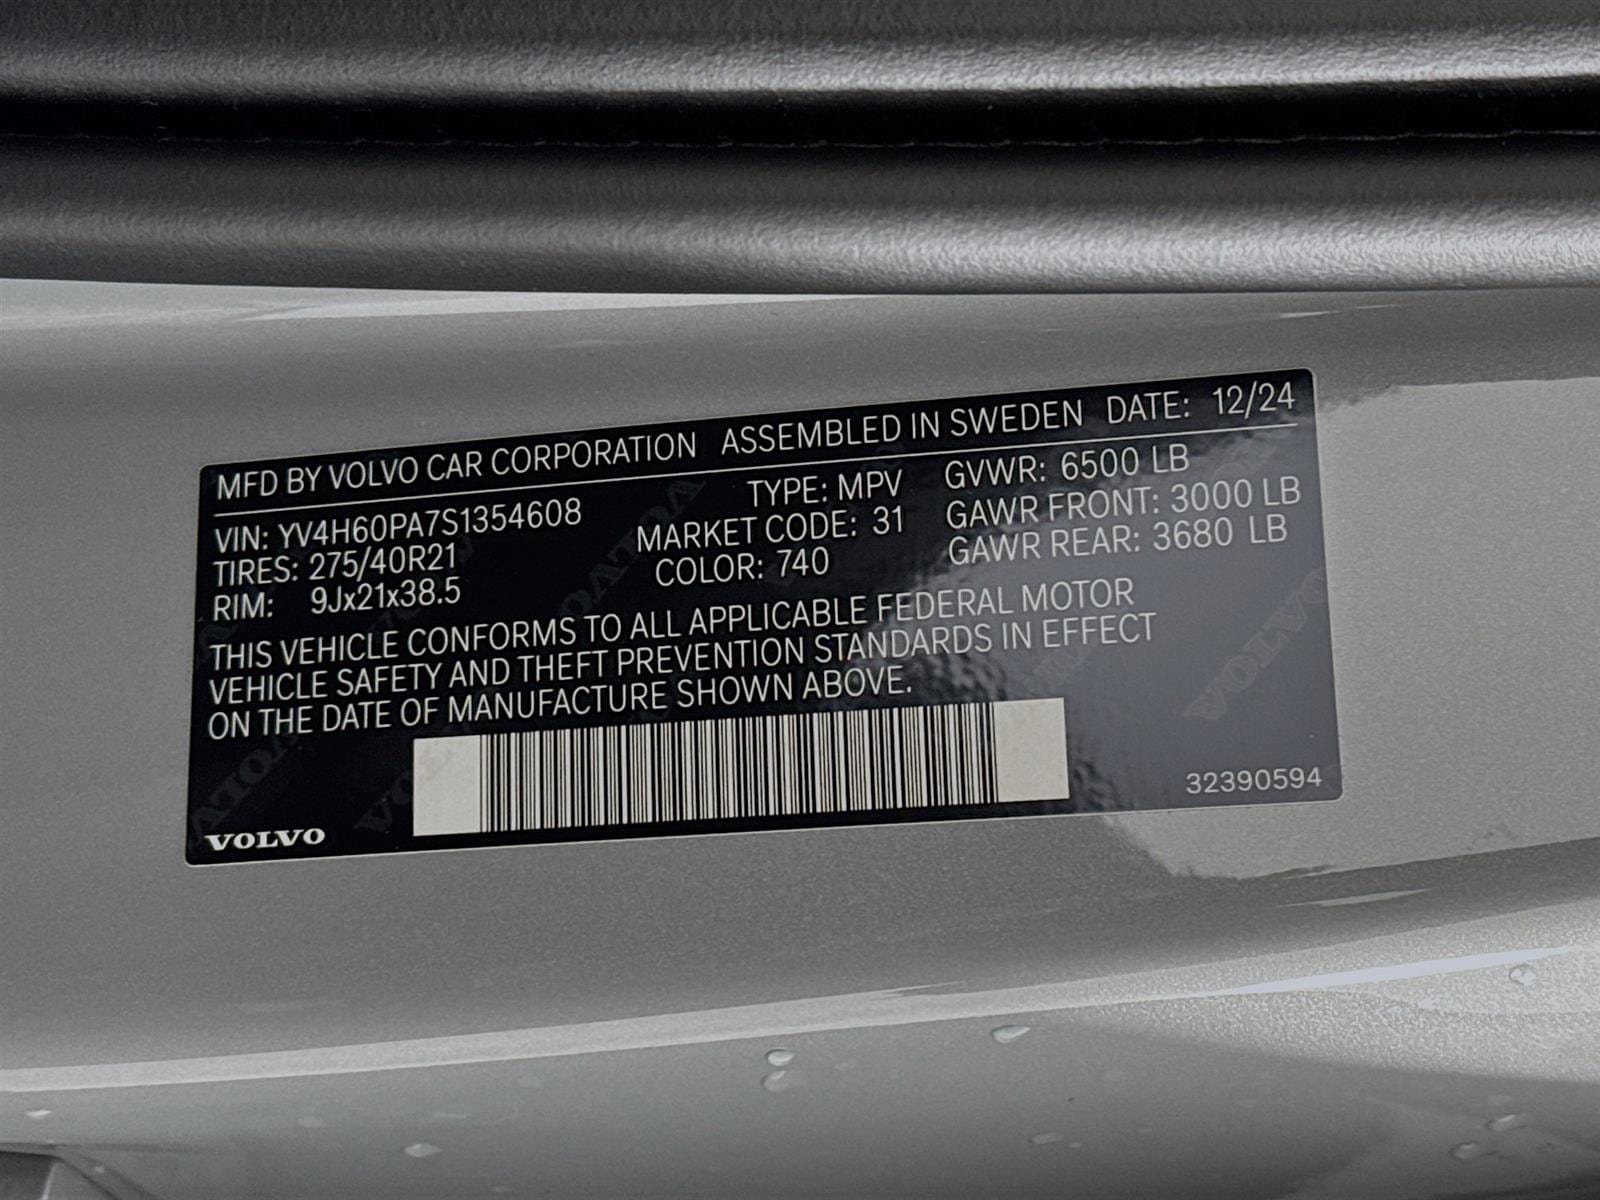 MFD BY VOLVO CAR CORPORATION ASSEMBLED IN SWEDEN DATE: 12/24
VIN: YV4H60PA7S1354608 TYPE: MPV GVWR: 6500 LB
TIRES: 275/40R21 MARKET CODE: 31 GAWR FRONT: 3000 LB
RIM: 9Jx21x38.5 COLOR: 740 GAWR REAR: 3680 LB
THIS VEHICLE CONFORMS TO ALL APPLICABLE FEDERAL MOTOR
VEHICLE SAFETY AND THEFT PREVENTION STANDARDS IN EFFECT
ON THE DATE OF MANUFACTURE SHOWN ABOVE.
VOLVO 32390594